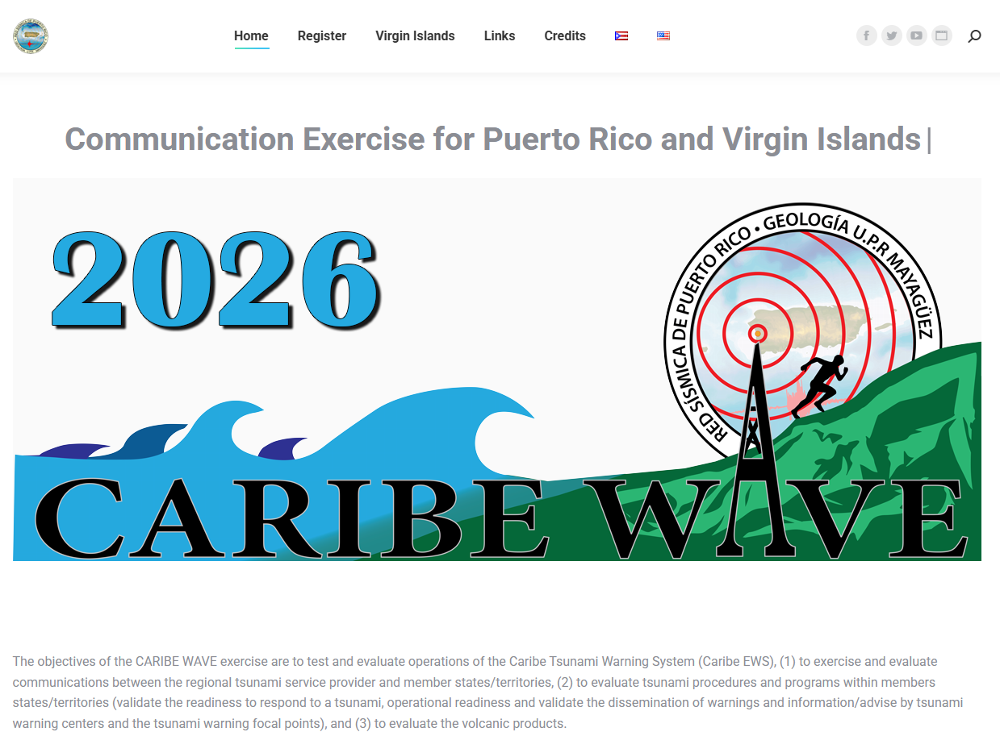 Home Register Virgin Islands Links Credits
Communication Exercise for Puerto Rico and Virgin Islands|
2026
RED SÍSMICA DE PUERTO RICO • GEOLOGÍA U.P.R MAYAGÜEZ
CARIBE WAVE
The objectives of the CARIBE WAVE exercise are to test and evaluate operations of the Caribe Tsunami Warning System (Caribe EWS), (1) to exercise and evaluate
communications between the regional tsunami service provider and member states/territories, (2) to evaluate tsunami procedures and programs within members
states/territories (validate the readiness to respond to a tsunami, operational readiness and validate the dissemination of warnings and information/advise by tsunami
warning centers and the tsunami warning focal points), and (3) to evaluate the volcanic products.